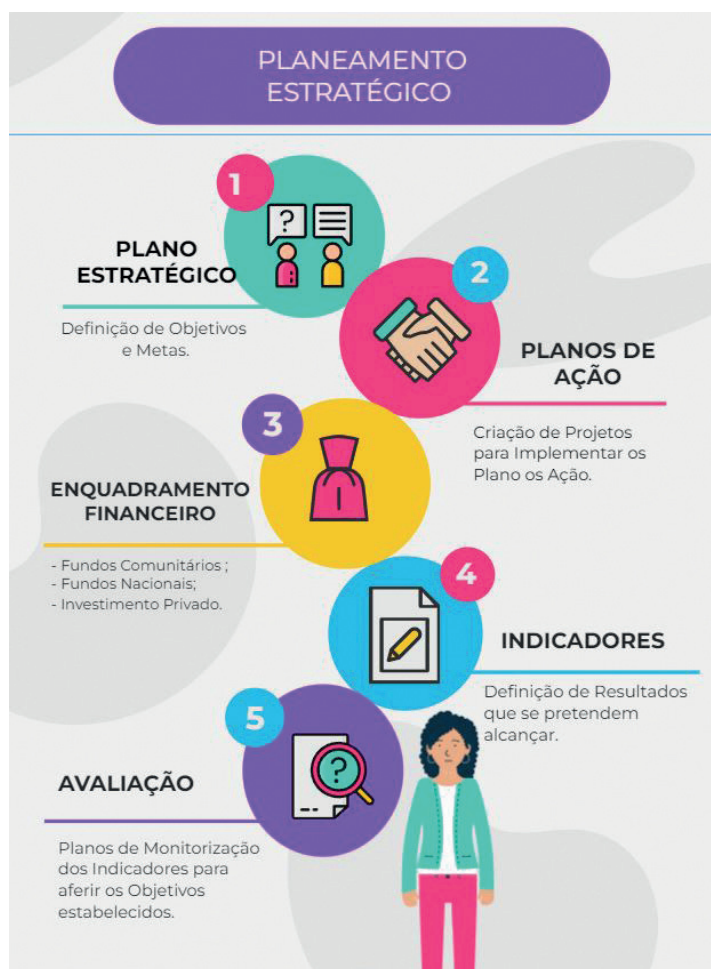 PLANEAMENTO
ESTRATÉGICO
1
?
PLANO
ESTRATÉGICO
Definição de Objetivos
e Metas.
2
PLANOS DE
AÇÃO
Criação de Projetos
para Implementar os
Plano os Ação.
3
ENQUADRAMENTO
FINANCEIRO
- Fundos Comunitários ;
- Fundos Nacionais;
- Investimento Privado.
4
INDICADORES
Definição de Resultados
que se pretendem
alcançar.
5
?
AVALIAÇÃO
Planos de Monitorização
dos Indicadores para
aferir os Objetivos
estabelecidos.